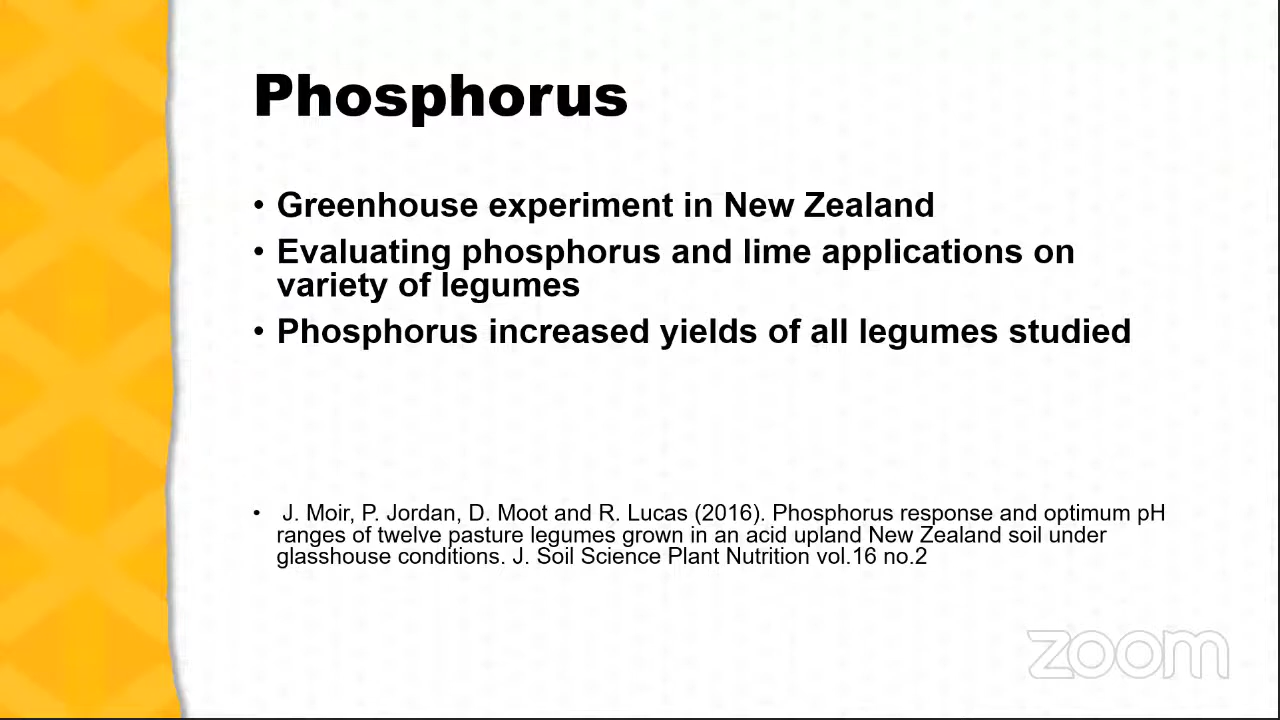 Phosphorus
• Greenhouse experiment in New Zealand
• Evaluating phosphorus and lime applications on
variety of legumes
• Phosphorus increased yields of all legumes studied
• J. Moir, P. Jordan, D. Moot and R. Lucas (2016). Phosphorus response and optimum pH
ranges of twelve pasture legumes grown in an acid upland New Zealand soil under
glasshouse conditions. J. Soil Science Plant Nutrition vol.16 no.2
zoom